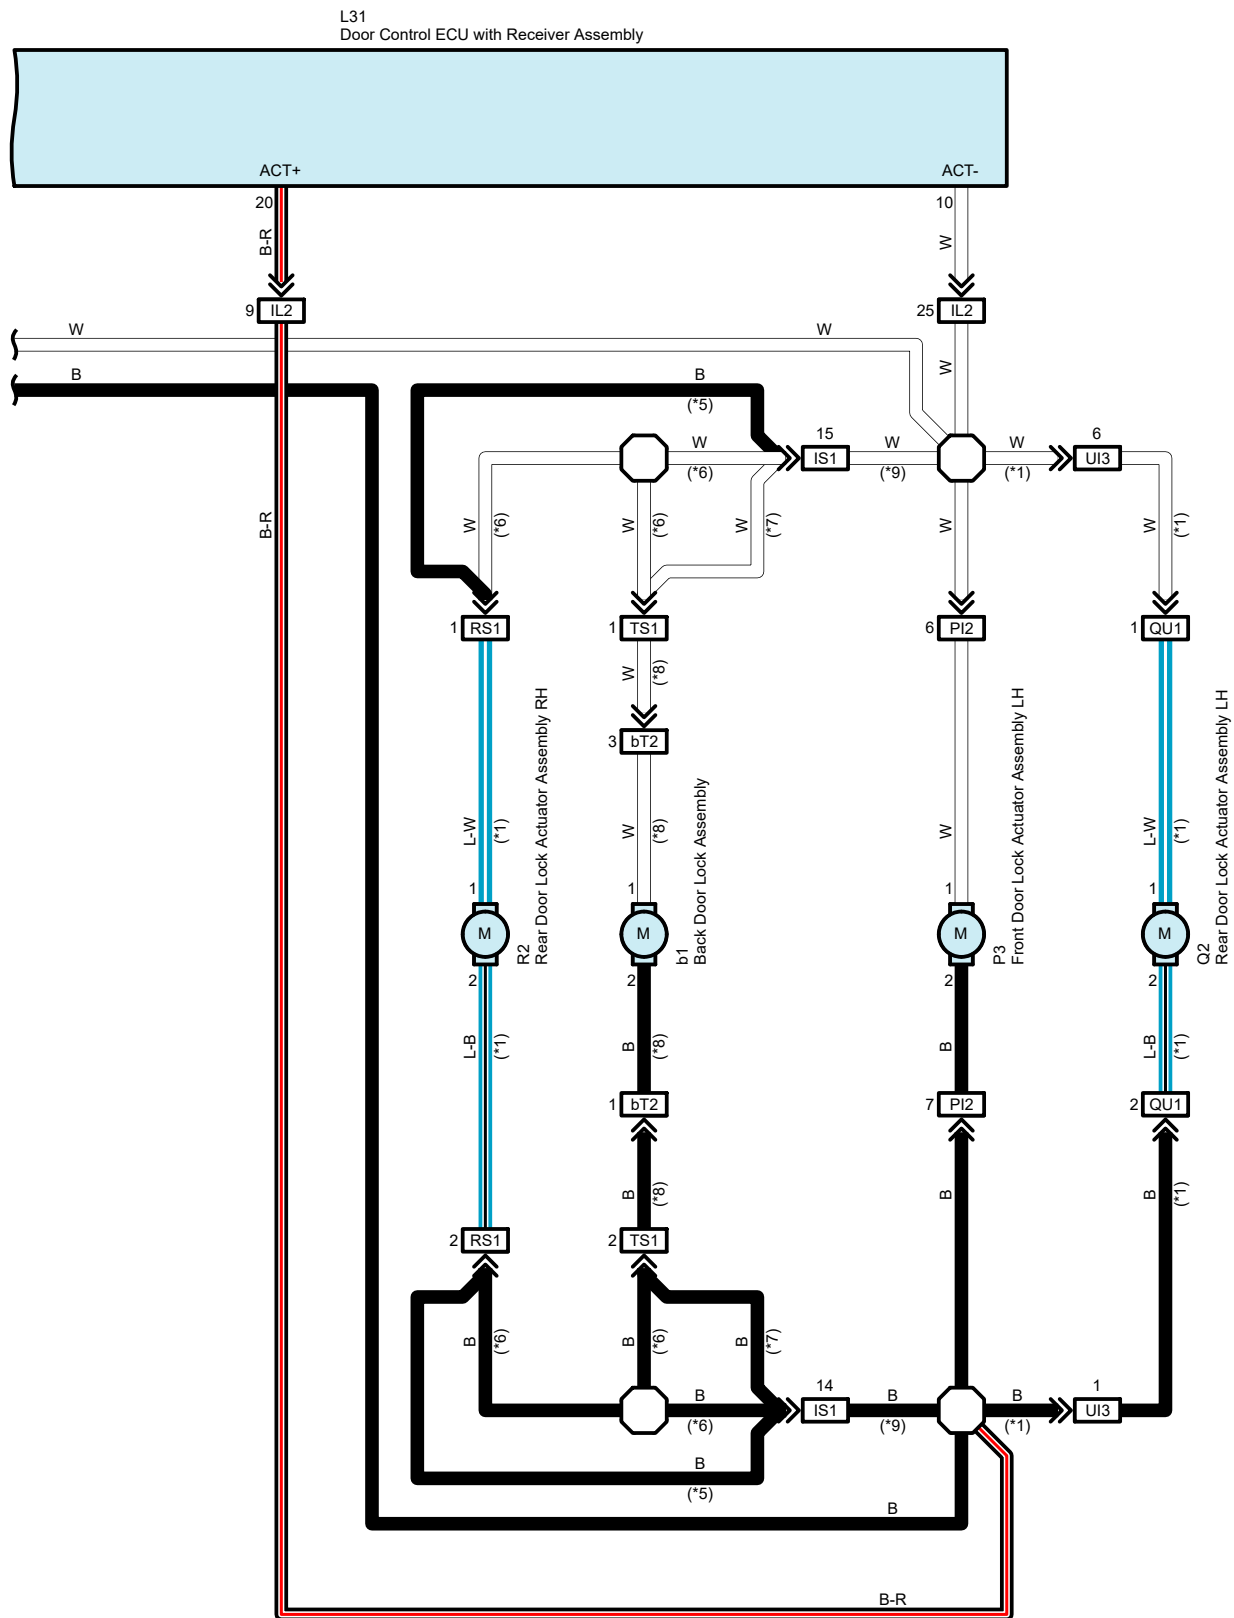 L31
Door Control ECU with Receiver Assembly
ACT+
ACT-
20
10
B-R
W
9
IL2
25
IL2
W
W
W
B
B
(*5)
15
6
W
W
W
IS1
UI3
(*6)
(*9)
(*1)
B-R
W
(*6)
W
(*6)
W
(*7)
W
W
(*1)
1
RS1
1
TS1
6
PI2
1
QU1
W
(*8)
3
bT2
L-W
(*1)
W
(*8)
W
L-W
(*1)
1
1
1
1
M
M
M
M
R2
Rear Door Lock Actuator Assembly RH
b1
Back Door Lock Assembly
P3
Front Door Lock Actuator Assembly LH
Q2
Rear Door Lock Actuator Assembly LH
2
2
2
2
L-B
(*1)
B
(*8)
B
L-B
(*1)
1
bT2
7
PI2
2
QU1
B
(*8)
B
B
(*1)
2
RS1
2
TS1
B
(*6)
B
(*6)
B
(*7)
14
1
B
B
B
IS1
UI3
(*6)
(*9)
(*1)
B
(*5)
B
B-R